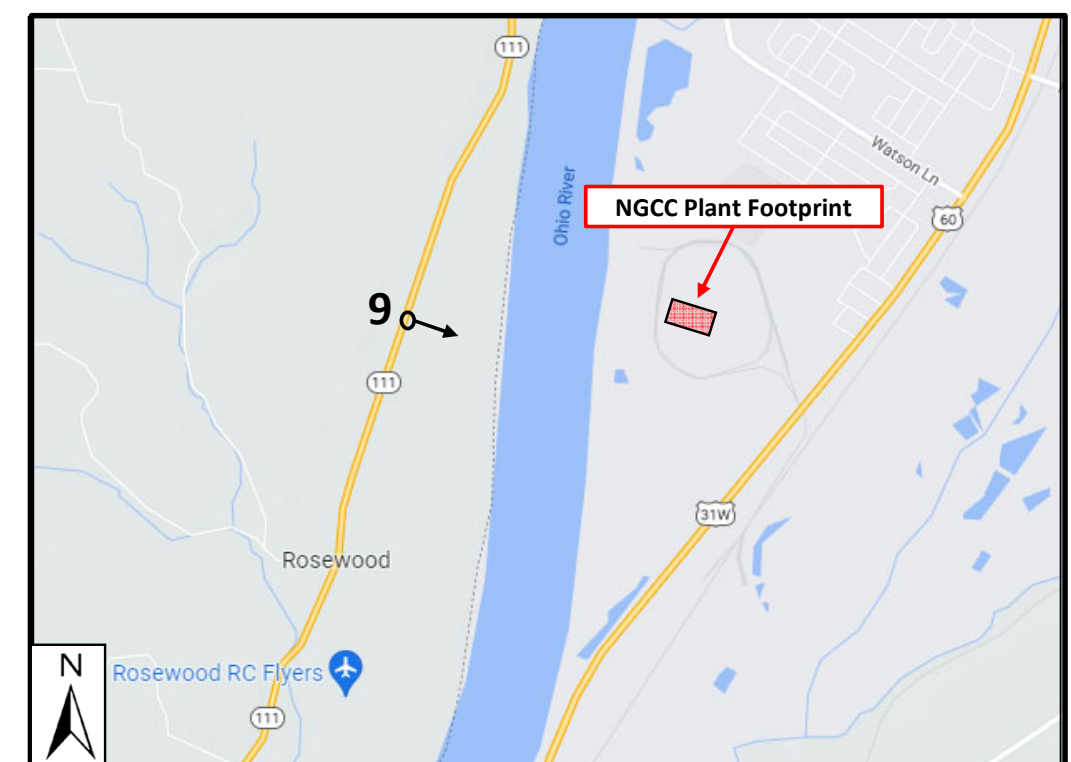 111
Watson Ln
Ohio River
NGCC Plant Footprint
60
9
111
31W
Rosewood
N
Rosewood RC Flyers
111